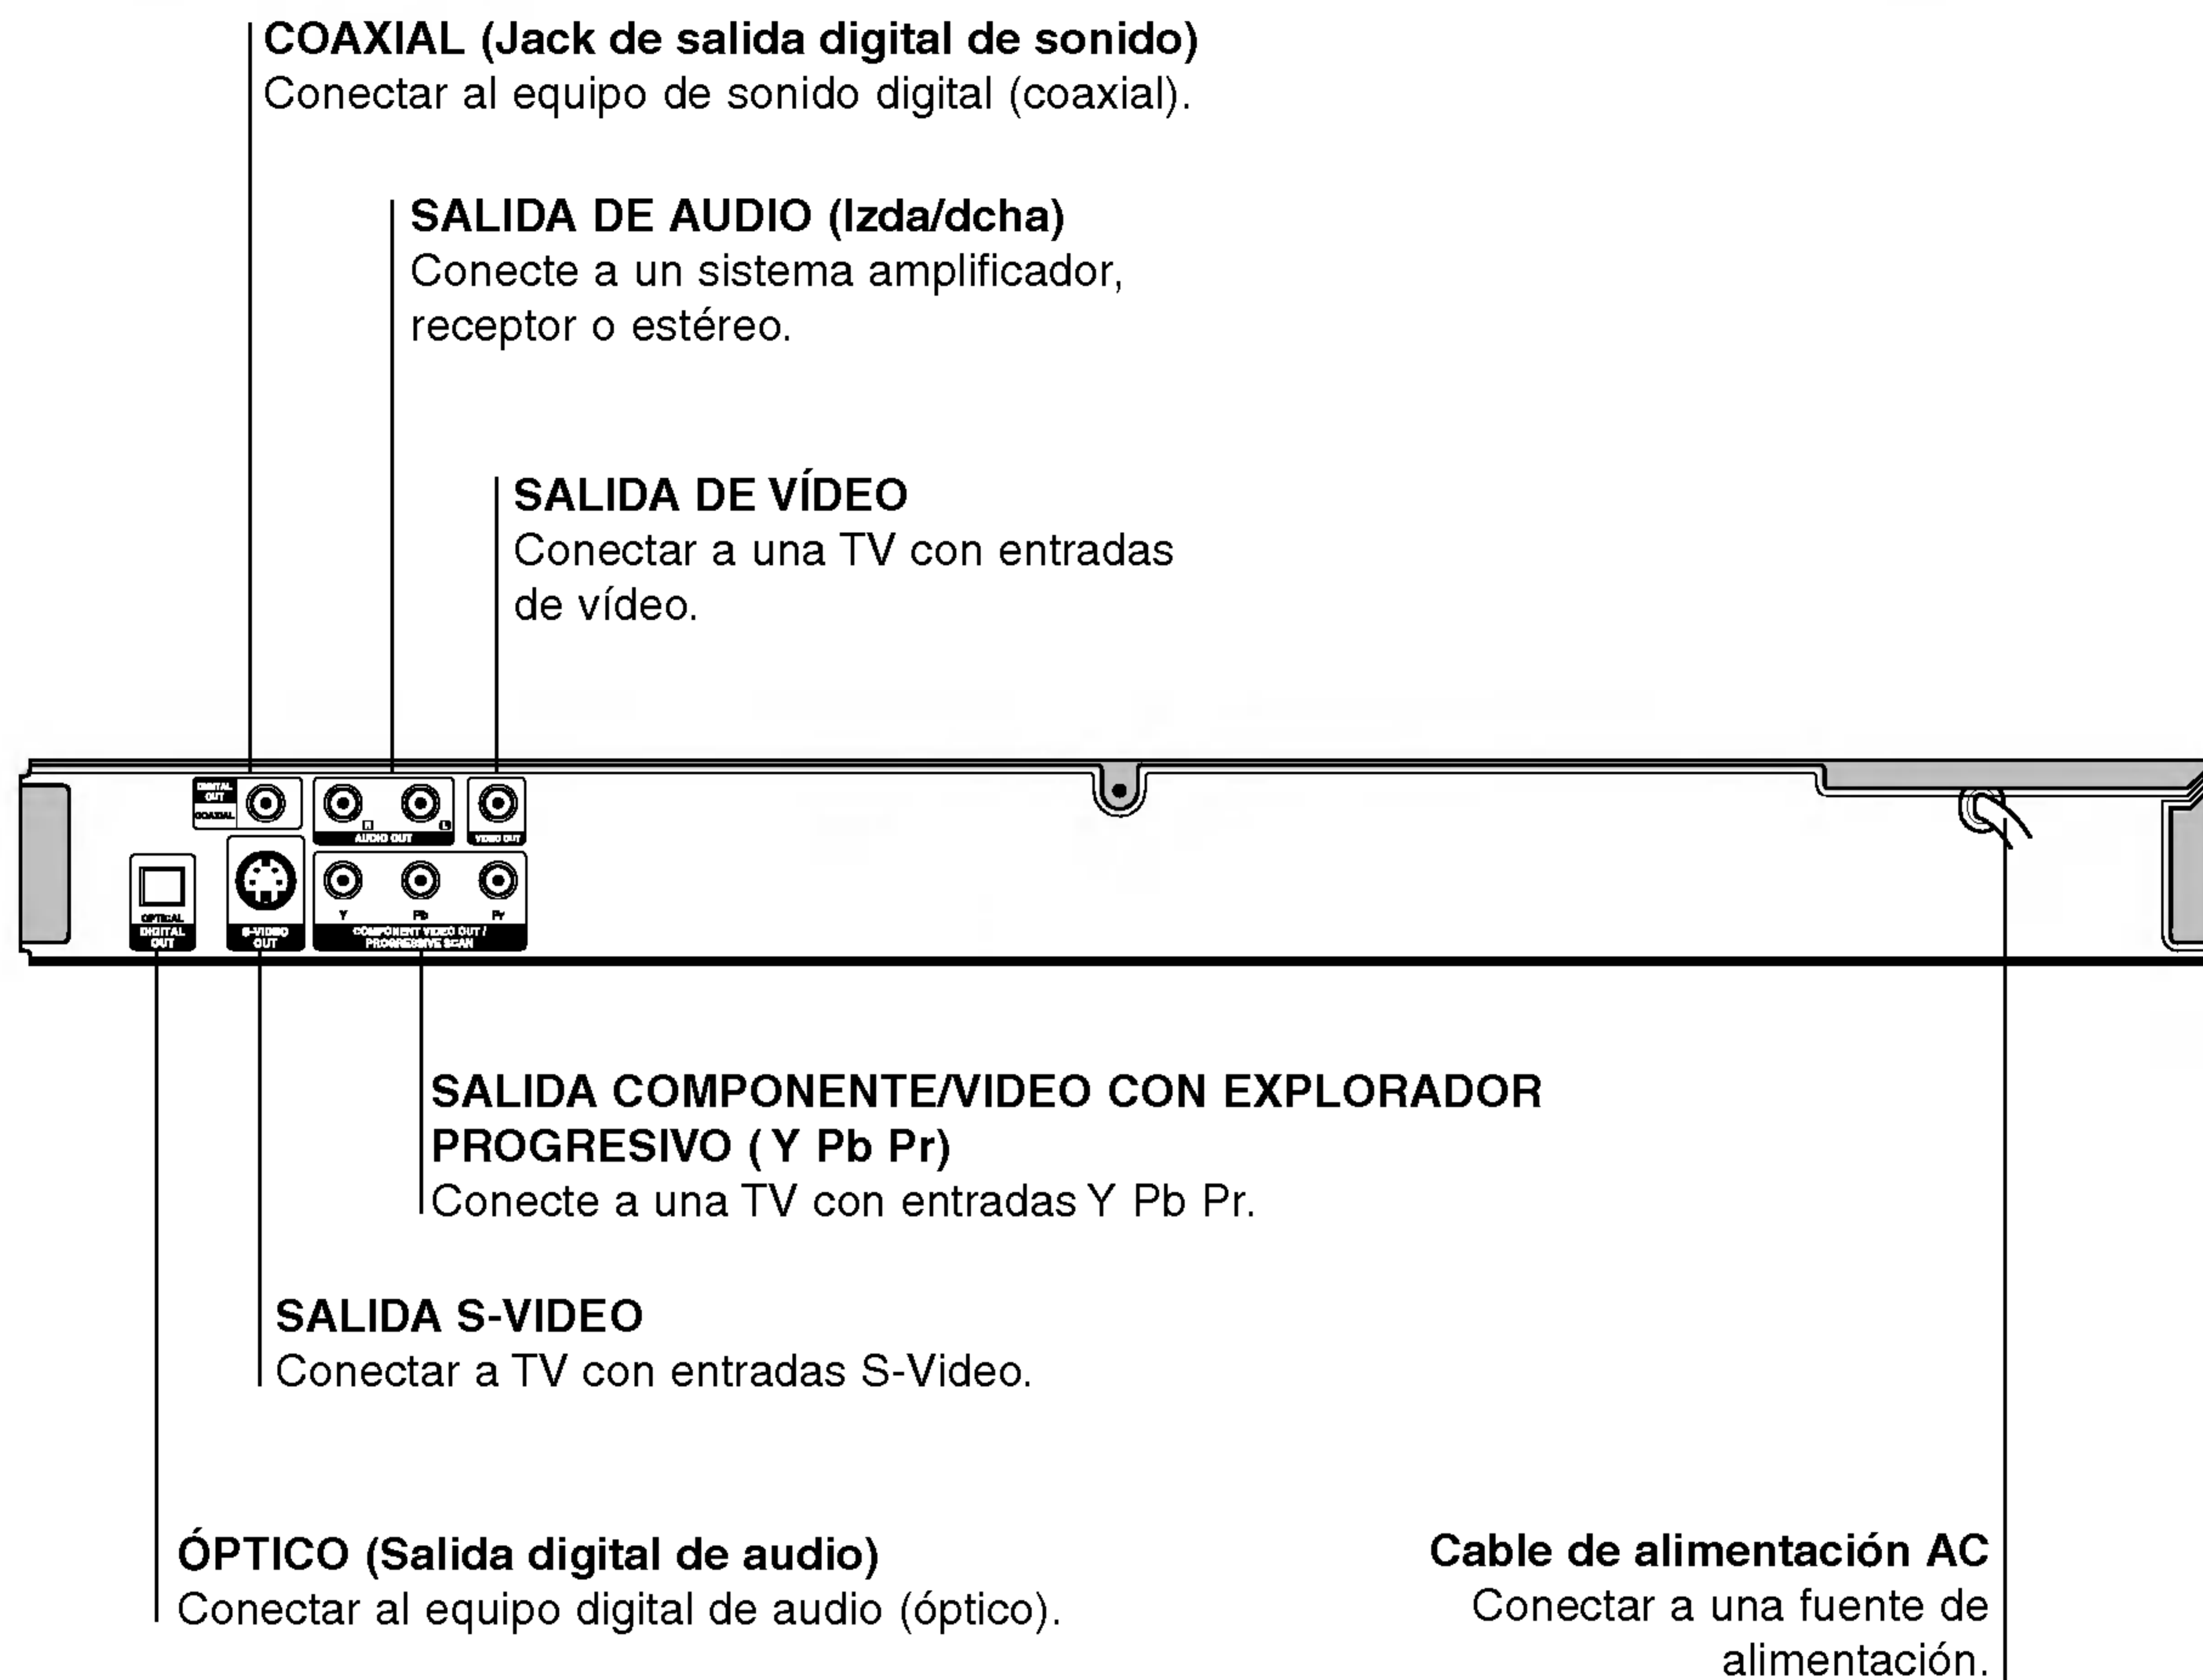 COAXIAL (Jack de salida digital de sonido)
Conectar al equipo de sonido digital (coaxial).
SALIDA DE AUDIO (Izda/dcha)
Conecte a un sistema amplificador,
receptor o estéreo.
SALIDA DE VÍDEO
Conectar a una TV con entradas
de vídeo.
DIGITAL
OUT
COAXIAL
R
L
AUDIO OUT
VIDEO OUT
OPTICAL
DIGITAL
OUT
S-VIDEO
OUT
Y Pb Pr
COMPONENT VIDEO OUT /
PROGRESSIVE SCAN
SALIDA COMPONENTE/VIDEO CON EXPLORADOR
PROGRESIVO ( Y Pb Pr)
Conecte a una TV con entradas Y Pb Pr.
SALIDA S-VIDEO
Conectar a TV con entradas S-Video.
ÓPTICO (Salida digital de audio)
Conectar al equipo digital de audio (óptico).
Cable de alimentación AC
Conectar a una fuente de
alimentación.